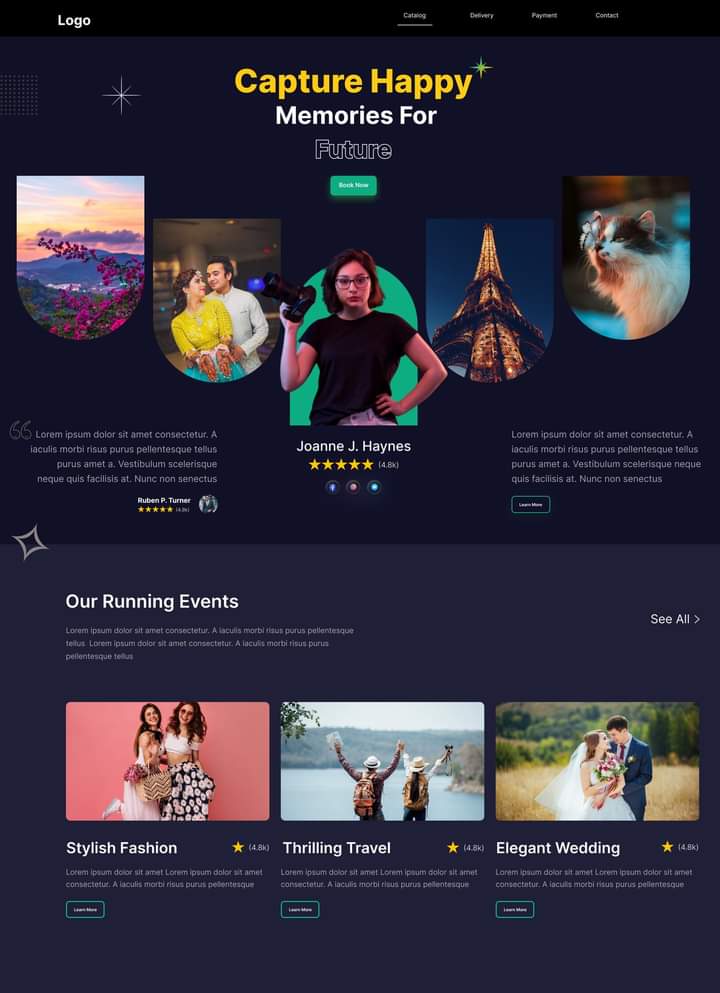 Logo
Catalog
Delivery
Payment
Contact
Capture Happy
Memories For
Future
Book Now
Lorem ipsum dolor sit amet consectetur. A
iaculis morbi risus purus pellentesque tellus
purus amet a. Vestibulum scelerisque
neque quis facilisis at. Nunc non senectus
Ruben P. Turner
(4.8k)
Joanne J. Haynes
(4.8k)
Lorem ipsum dolor sit amet consectetur. A
iaculis morbi risus purus pellentesque tellus
purus amet a. Vestibulum scelerisque neque
quis facilisis at. Nunc non senectus
Learn More
Our Running Events
Lorem ipsum dolor sit amet consectetur. A iaculis morbi risus purus pellentesque
tellus Lorem ipsum dolor sit amet consectetur. A iaculis morbi risus purus
pellentesque tellus
See All >
Stylish Fashion
(4.8k)
Lorem ipsum dolor sit amet Lorem ipsum dolor sit amet
consectetur. A iaculis morbi risus purus pellentesque
Learn More
Thrilling Travel
(4.8k)
Lorem ipsum dolor sit amet Lorem ipsum dolor sit amet
consectetur. A iaculis morbi risus purus pellentesque
Learn More
Elegant Wedding
(4.8k)
Lorem ipsum dolor sit amet Lorem ipsum dolor sit amet
consectetur. A iaculis morbi risus purus pellentesque
Learn More